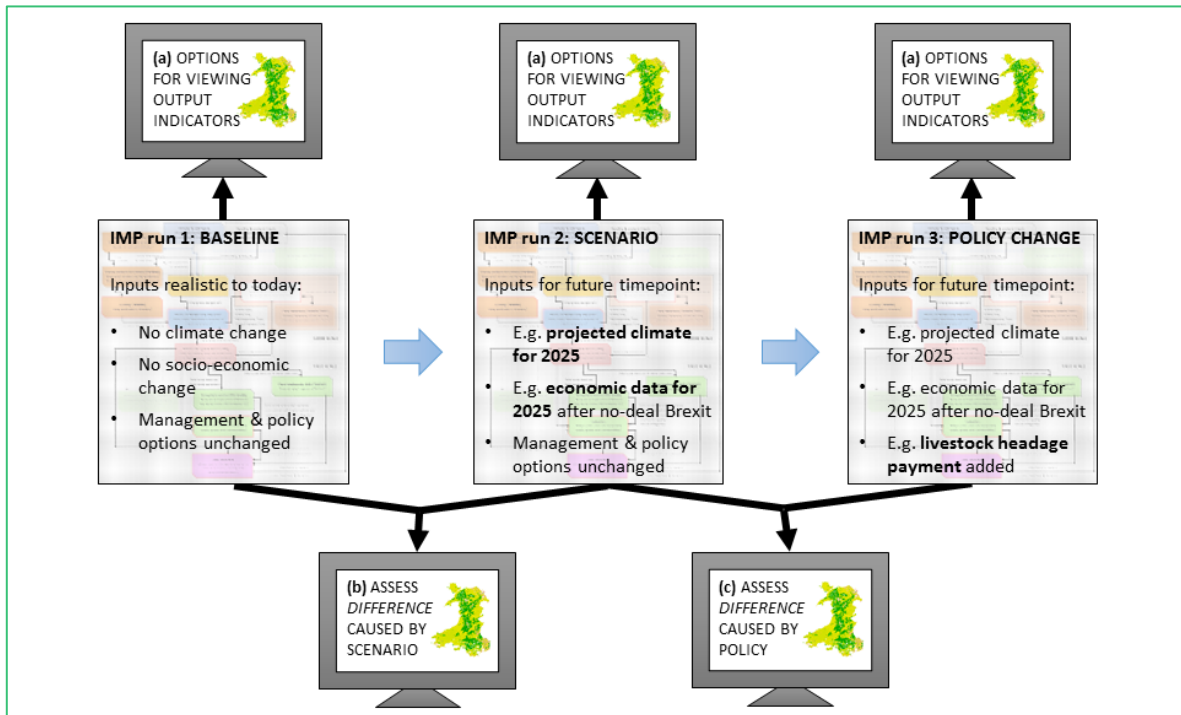 (a) OPTIONS
FOR VIEWING
OUTPUT
INDICATORS
(a) OPTIONS
FOR VIEWING
OUTPUT
INDICATORS
(a) OPTIONS
FOR VIEWING
OUTPUT
INDICATORS
IMP run 1: BASELINE
Inputs realistic to today:
• No climate change
• No socio-economic
change
• Management & policy
options unchanged
IMP run 2: SCENARIO
Inputs for future timepoint:
• E.g. projected climate
for 2025
• E.g. economic data for
2025 after no-deal Brexit
• Management & policy
options unchanged
IMP run 3: POLICY CHANGE
Inputs for future timepoint:
• E.g. projected climate
for 2025
• E.g. economic data for
2025 after no-deal Brexit
• E.g. livestock headage
payment added
(b) ASSESS
DIFFERENCE
CAUSED BY
SCENARIO
(c) ASSESS
DIFFERENCE
CAUSED BY
POLICY